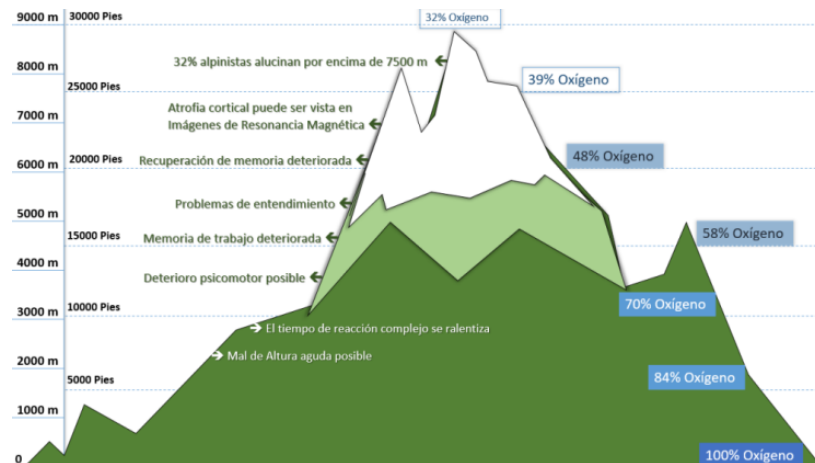 9000 m
30000 Pies
32% Oxígeno
32% alpinistas alucinan por encima de 7500 m
8000 m
39% Oxígeno
25000 Pies
Atrofia cortical puede ser vista en
Imágenes de Resonancia Magnética
7000 m
Recuperación de memoria deteriorada
48% Oxígeno
6000 m
20000 Pies
Problemas de entendimiento
5000 m
58% Oxígeno
Memoria de trabajo deteriorada
15000 Pies
4000 m
Deterioro psicomotor posible
70% Oxígeno
3000 m
10000 Pies
El tiempo de reacción complejo se ralentiza
Mal de Altura aguda posible
2000 m
84% Oxígeno
5000 Pies
1000 m
100% Oxígeno
0